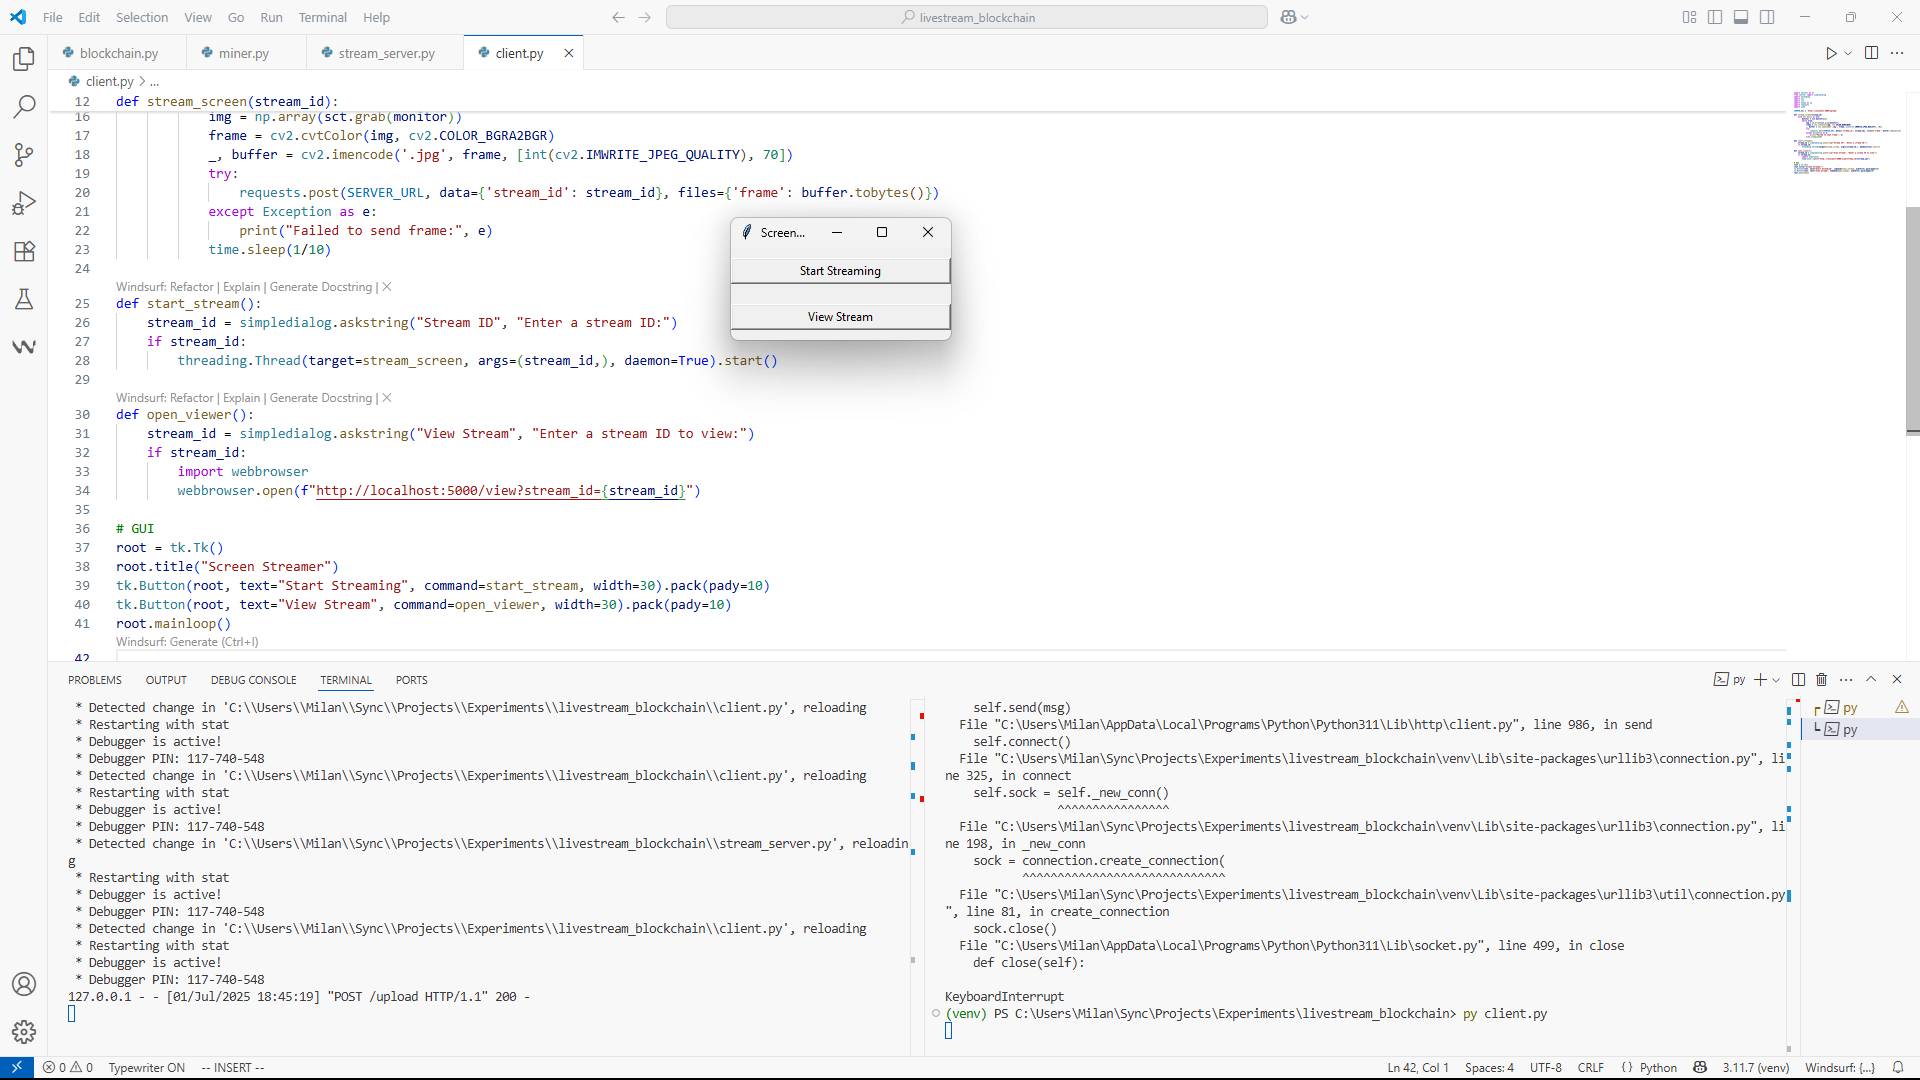 File Edit Selection View Go Run Terminal Help
livestream_blockchain
blockchain.py
miner.py
stream_server.py
client.py
client.py > ...
12 def stream_screen(stream_id):
16 img = np.array(sct.grab(monitor))
17 frame = cv2.cvtColor(img, cv2.COLOR_BGRA2BGR)
18 _, buffer = cv2.imencode('.jpg', frame, [int(cv2.IMWRITE_JPEG_QUALITY), 70])
19 try:
20 requests.post(SERVER_URL, data={'stream_id': stream_id}, files={'frame': buffer.tobytes()})
21 except Exception as e:
22 print("Failed to send frame:", e)
23 time.sleep(1/10)
24
Windsurf: Refactor | Explain | Generate Docstring | X
25 def start_stream():
26 stream_id = simpledialog.askstring("Stream ID", "Enter a stream ID:")
27 if stream_id:
28 threading.Thread(target=stream_screen, args=(stream_id,), daemon=True).start()
29
Windsurf: Refactor | Explain | Generate Docstring | X
30 def open_viewer():
31 stream_id = simpledialog.askstring("View Stream", "Enter a stream ID to view:")
32 if stream_id:
33 import webbrowser
34 webbrowser.open(f"http://localhost:5000/view?stream_id={stream_id}")
35
36 # GUI
37 root = tk.Tk()
38 root.title("Screen Streamer")
39 tk.Button(root, text="Start Streaming", command=start_stream, width=30).pack(pady=10)
40 tk.Button(root, text="View Stream", command=open_viewer, width=30).pack(pady=10)
41 root.mainloop()
Windsurf: Generate (Ctrl+I)
42
Screen...
Start Streaming
View Stream
PROBLEMS OUTPUT DEBUG CONSOLE TERMINAL PORTS
py
* Detected change in 'C:\\Users\\Milan\\Sync\\Projects\\Experiments\\livestream_blockchain\\client.py', reloading
* Restarting with stat
* Debugger is active!
* Debugger PIN: 117-740-548
* Detected change in 'C:\\Users\\Milan\\Sync\\Projects\\Experiments\\livestream_blockchain\\client.py', reloading
* Restarting with stat
* Debugger is active!
* Debugger PIN: 117-740-548
* Detected change in 'C:\\Users\\Milan\\Sync\\Projects\\Experiments\\livestream_blockchain\\stream_server.py', reloadin
g
* Restarting with stat
* Debugger is active!
* Debugger PIN: 117-740-548
* Detected change in 'C:\\Users\\Milan\\Sync\\Projects\\Experiments\\livestream_blockchain\\client.py', reloading
* Restarting with stat
* Debugger is active!
* Debugger PIN: 117-740-548
127.0.0.1 - - [01/Jul/2025 18:45:19] "POST /upload HTTP/1.1" 200 -
self.send(msg)
File "C:\Users\Milan\AppData\Local\Programs\Python\Python311\Lib\http\client.py", line 986, in send
self.connect()
File "C:\Users\Milan\Sync\Projects\Experiments\livestream_blockchain\venv\Lib\site-packages\urllib3\connection.py", li
ne 325, in connect
self.sock = self._new_conn()
^^^^^^^^^^^^^^^^
File "C:\Users\Milan\Sync\Projects\Experiments\livestream_blockchain\venv\Lib\site-packages\urllib3\connection.py", li
ne 198, in _new_conn
sock = connection.create_connection(
^^^^^^^^^^^^^^^^^^^^^^^^^^^^^
File "C:\Users\Milan\Sync\Projects\Experiments\livestream_blockchain\venv\Lib\site-packages\urllib3\util\connection.py
", line 81, in create_connection
sock.close()
File "C:\Users\Milan\AppData\Local\Programs\Python\Python311\Lib\socket.py", line 499, in close
def close(self):
KeyboardInterrupt
(venv) PS C:\Users\Milan\Sync\Projects\Experiments\livestream_blockchain> py client.py
py
py
0 0 Typewriter ON -- INSERT --
Ln 42, Col 1 Spaces: 4 UTF-8 CRLF { } Python 3.11.7 (venv) Windsurf: {...}